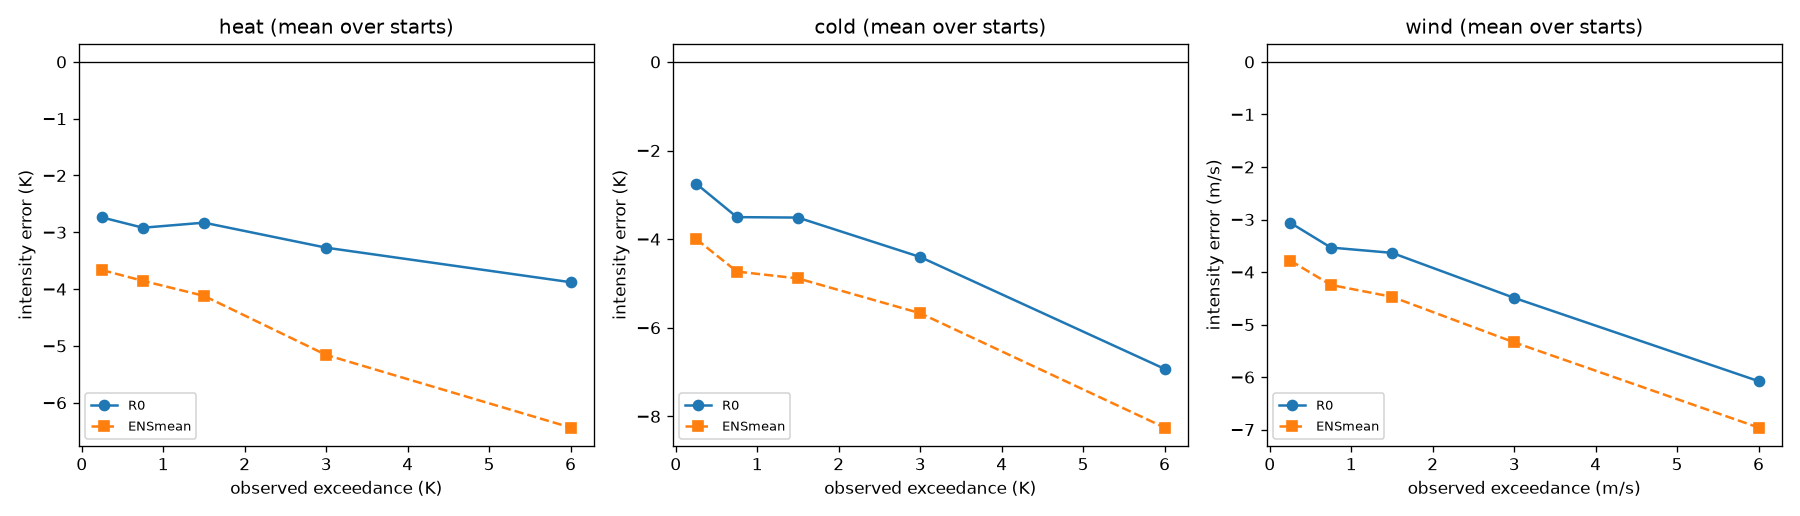 heat (mean over starts)
intensity error (K)
0
−1
−2
−3
−4
−5
−6
R0
ENSmean
0 1 2 3 4 5 6
observed exceedance (K)
cold (mean over starts)
intensity error (K)
0
−2
−4
−6
−8
R0
ENSmean
0 1 2 3 4 5 6
observed exceedance (K)
wind (mean over starts)
intensity error (m/s)
0
−1
−2
−3
−4
−5
−6
−7
R0
ENSmean
0 1 2 3 4 5 6
observed exceedance (m/s)